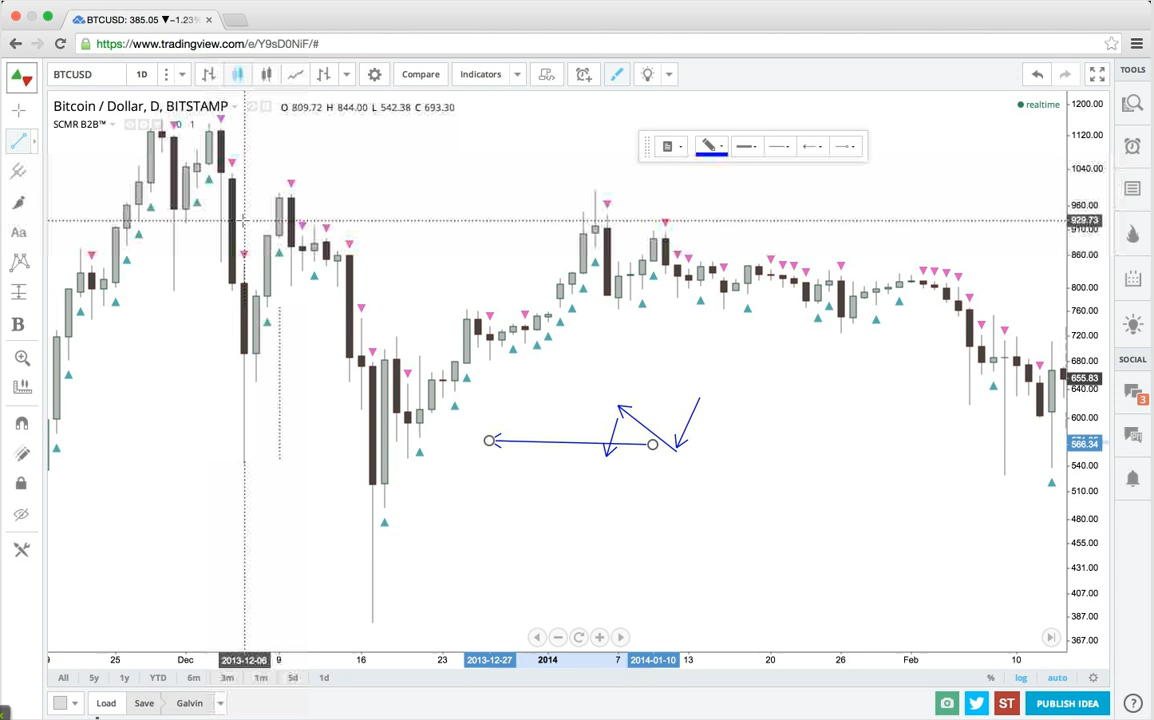 BTCUSD: 385.05 ▼−1.23%
https://www.tradingview.com/e/Y9sD0NiF/#
BTCUSD 1D Compare Indicators
TOOLS
Bitcoin / Dollar, D, BITSTAMP O 809.72 H 844.00 L 542.38 C 693.30
SCMR B2B™ 0 1
realtime
1200.00
1120.00
1040.00
960.00
929.73
910.00
860.00
800.00
760.00
720.00
680.00
655.83
640.00
600.00
566.34
540.00
510.00
480.00
455.00
431.00
407.00
387.00
367.00
Aa
B
SOCIAL
3
25 Dec 2013-12-06 9 16 23 2013-12-27 2014 7 2014-01-10 13 20 26 Feb 10
All 5y 1y YTD 6m 3m 1m 5d 1d % log auto
Load Save Galvin ST PUBLISH IDEA ?